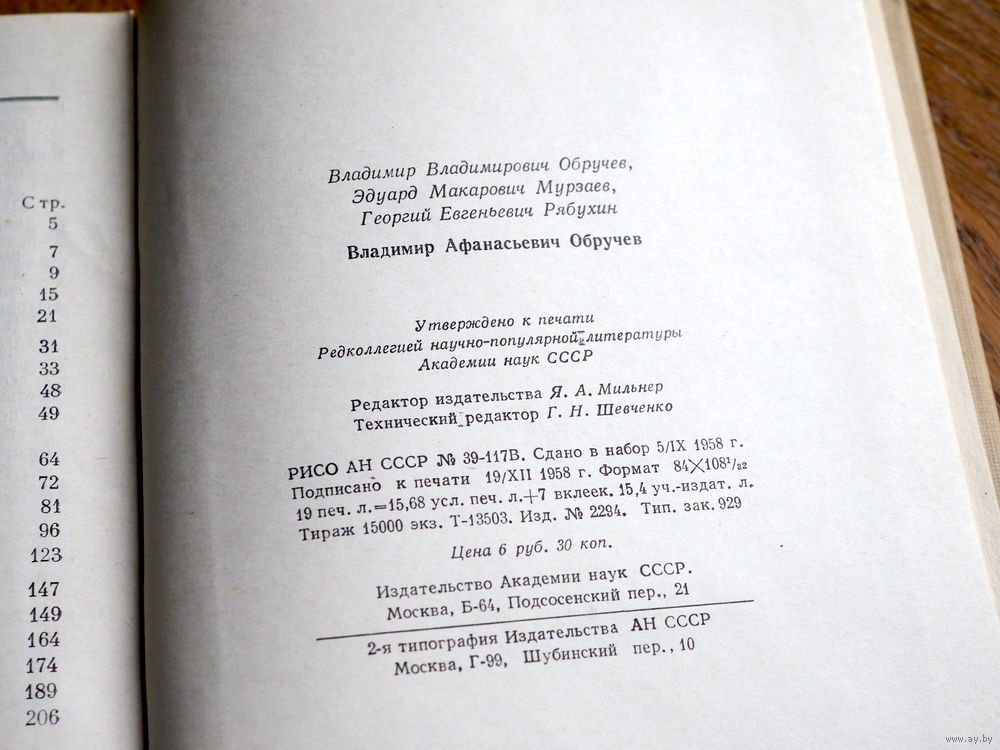 Стр.
5
7
9
15
21
31
33
48
49
64
72
81
96
123
147
149
164
174
189
206
Владимир Владимирович Обручев,
Эдуард Макарович Мурзаев,
Георгий Евгеньевич Рябухин
Владимир Афанасьевич Обручев
Утверждено к печати
Редколлегией научно-популярной литературы
Академии наук СССР
Редактор издательства Я. А. Мильнер
Технический редактор Г. Н. Шевченко
РИСО АН СССР № 39-117В. Сдано в набор 5/IX 1958 г.
Подписано к печати 19/XII 1958 г. Формат 84×108¹/₃₂
19 печ. л.=15,68 усл. печ. л.+7 вклеек. 15,4 уч.-издат. л.
Тираж 15000 экз. Т-13503. Изд. № 2294. Тип. зак. 929
Цена 6 руб. 30 коп.
Издательство Академии наук СССР.
Москва, Б-64, Подсосенский пер., 21
2-я типография Издательства АН СССР
Москва, Г-99, Шубинский пер., 10
www.ay.by